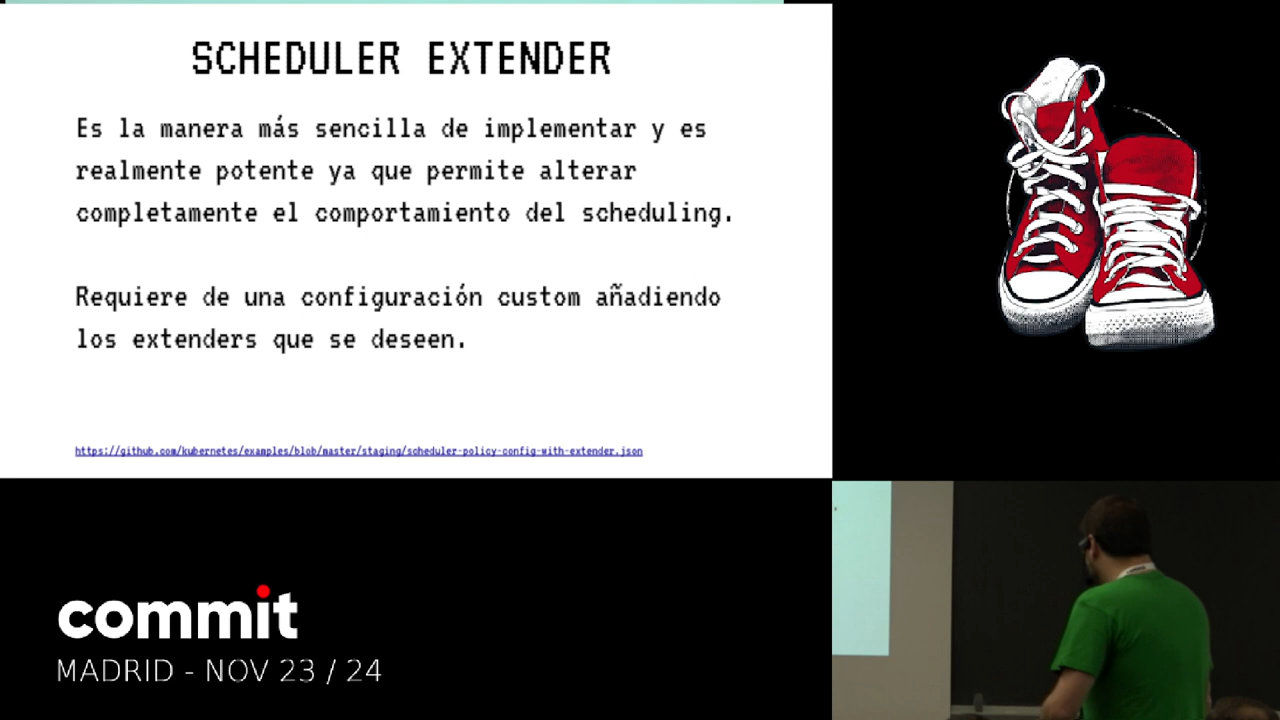 SCHEDULER EXTENDER
Es la manera más sencilla de implementar y es
realmente potente ya que permite alterar
completamente el comportamiento del scheduling.
Requiere de una configuración custom añadiendo
los extenders que se deseen.
https://github.com/kubernetes/examples/blob/master/staging/scheduler-policy-config-with-extender.json
commit
MADRID - NOV 23 / 24